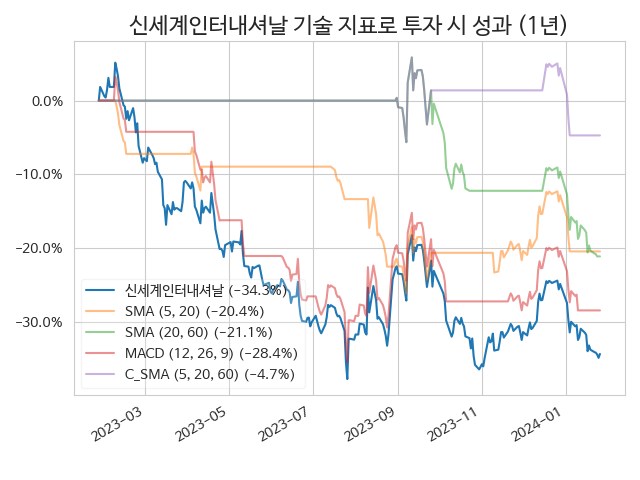 신세계인터내셔날 기술 지표로 투자 시 성과 (1년)
0.0%
−10.0%
−20.0%
−30.0%
신세계인터내셔날 (−34.3%)
SMA (5, 20) (−20.4%)
SMA (20, 60) (−21.1%)
MACD (12, 26, 9) (−28.4%)
C_SMA (5, 20, 60) (−4.7%)
2023−03
2023−05
2023−07
2023−09
2023−11
2024−01